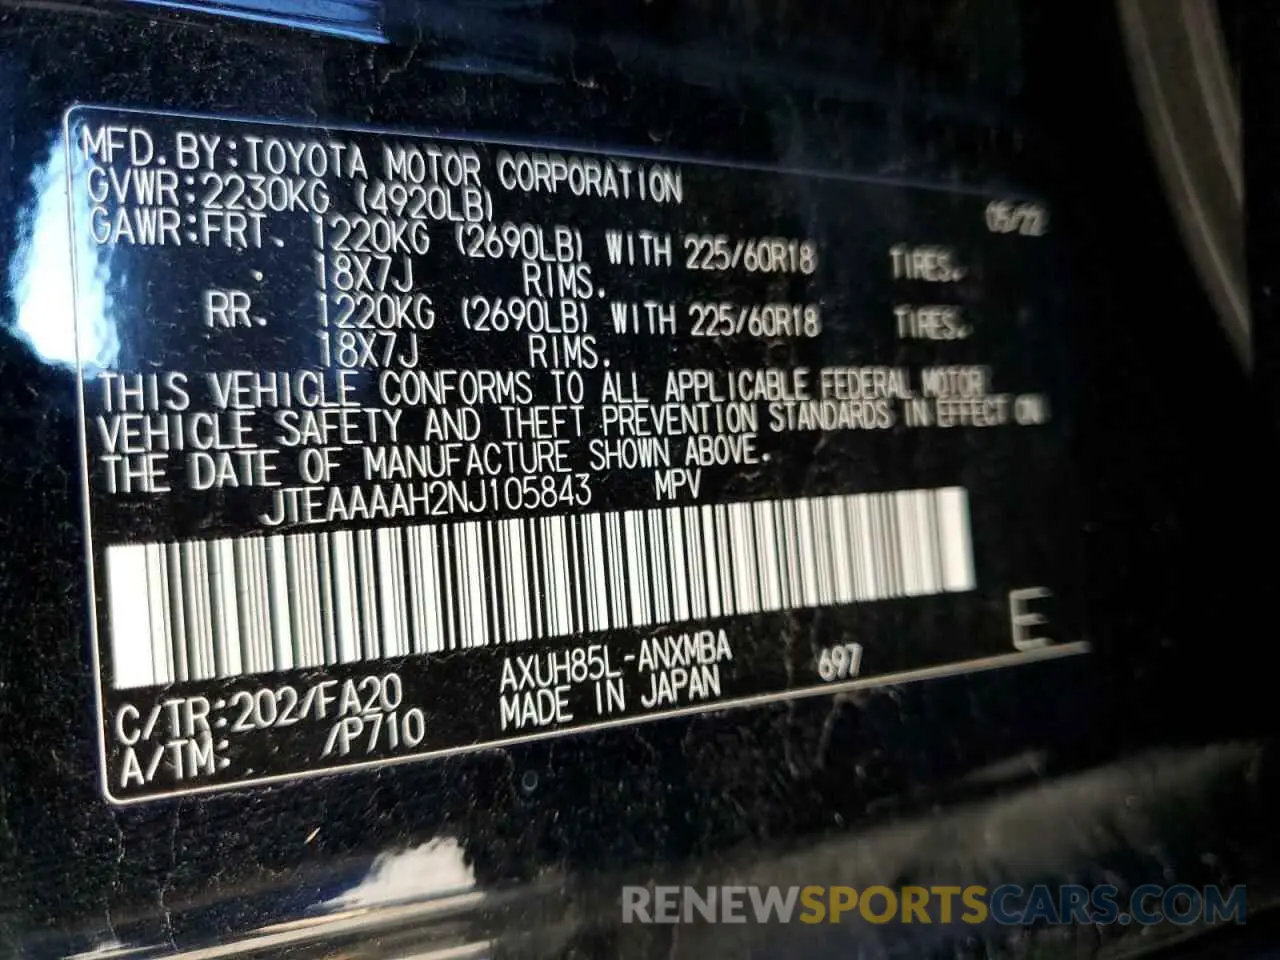 MFD. BY:TOYOTA MOTOR CORPORATION
05/22
GVWR:2230KG (4920LB)
GAWR:FRT. 1220KG (2690LB) WITH 225/60R18 TIRES.
18X7J RIMS.
RR. 1220KG (2690LB) WITH 225/60R18 TIRES.
18X7J RIMS.
THIS VEHICLE CONFORMS TO ALL APPLICABLE FEDERAL MOTOR
VEHICLE SAFETY AND THEFT PREVENTION STANDARDS IN EFFECT ON
THE DATE OF MANUFACTURE SHOWN ABOVE.
JTEAAAAH2NJ105843 MPV
E
C/TR:202/FA20 AXUH85L-ANXMBA 697
A/TM: /P710 MADE IN JAPAN
RENEWSPORTSCARS.COM